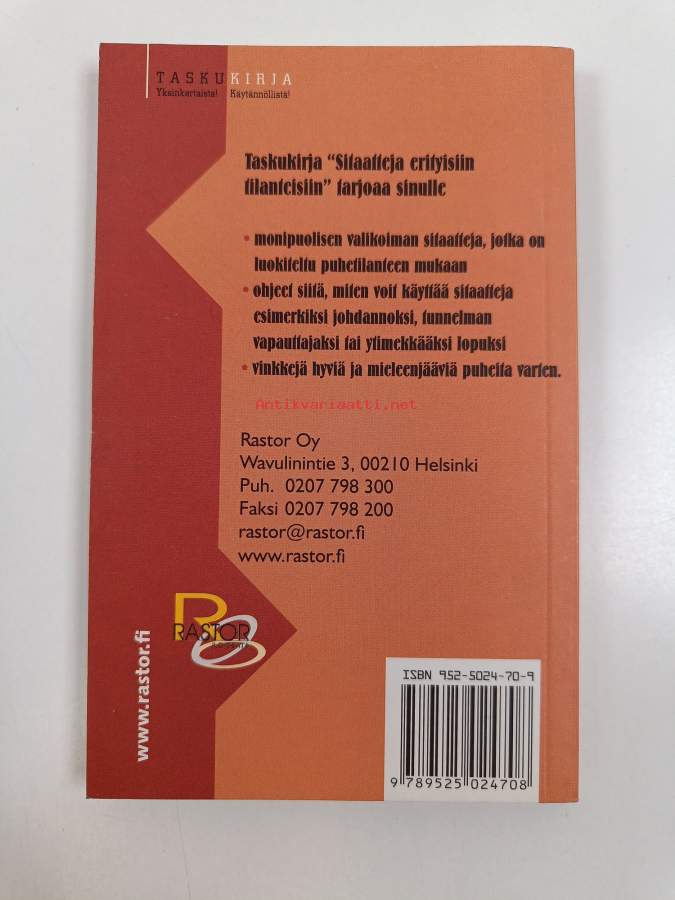 TASKUKIRJA
Yksinkertaista! Käytännöllistä!
Taskukirja "Sitaatteja erityisiin
tilanteisiin" tarjoaa sinulle
• monipuolisen valikoiman sitaatteja, jotka on
luokiteltu puhetilanteen mukaan
• ohjeet siitä, miten voit käyttää sitaatteja
esimerkiksi johdannoksi, tunnelman
vapauttajaksi tai ytimekkääksi lopuksi
• vinkkejä hyviä ja mieleenjääviä puheita varten.
Antikvariaatti.net
Rastor Oy
Wavulinintie 3, 00210 Helsinki
Puh. 0207 798 300
Faksi 0207 798 200
rastor@rastor.fi
www.rastor.fi
www.rastor.fi
RASTOR
ISBN 952-5024-70-9
9 789525 024708